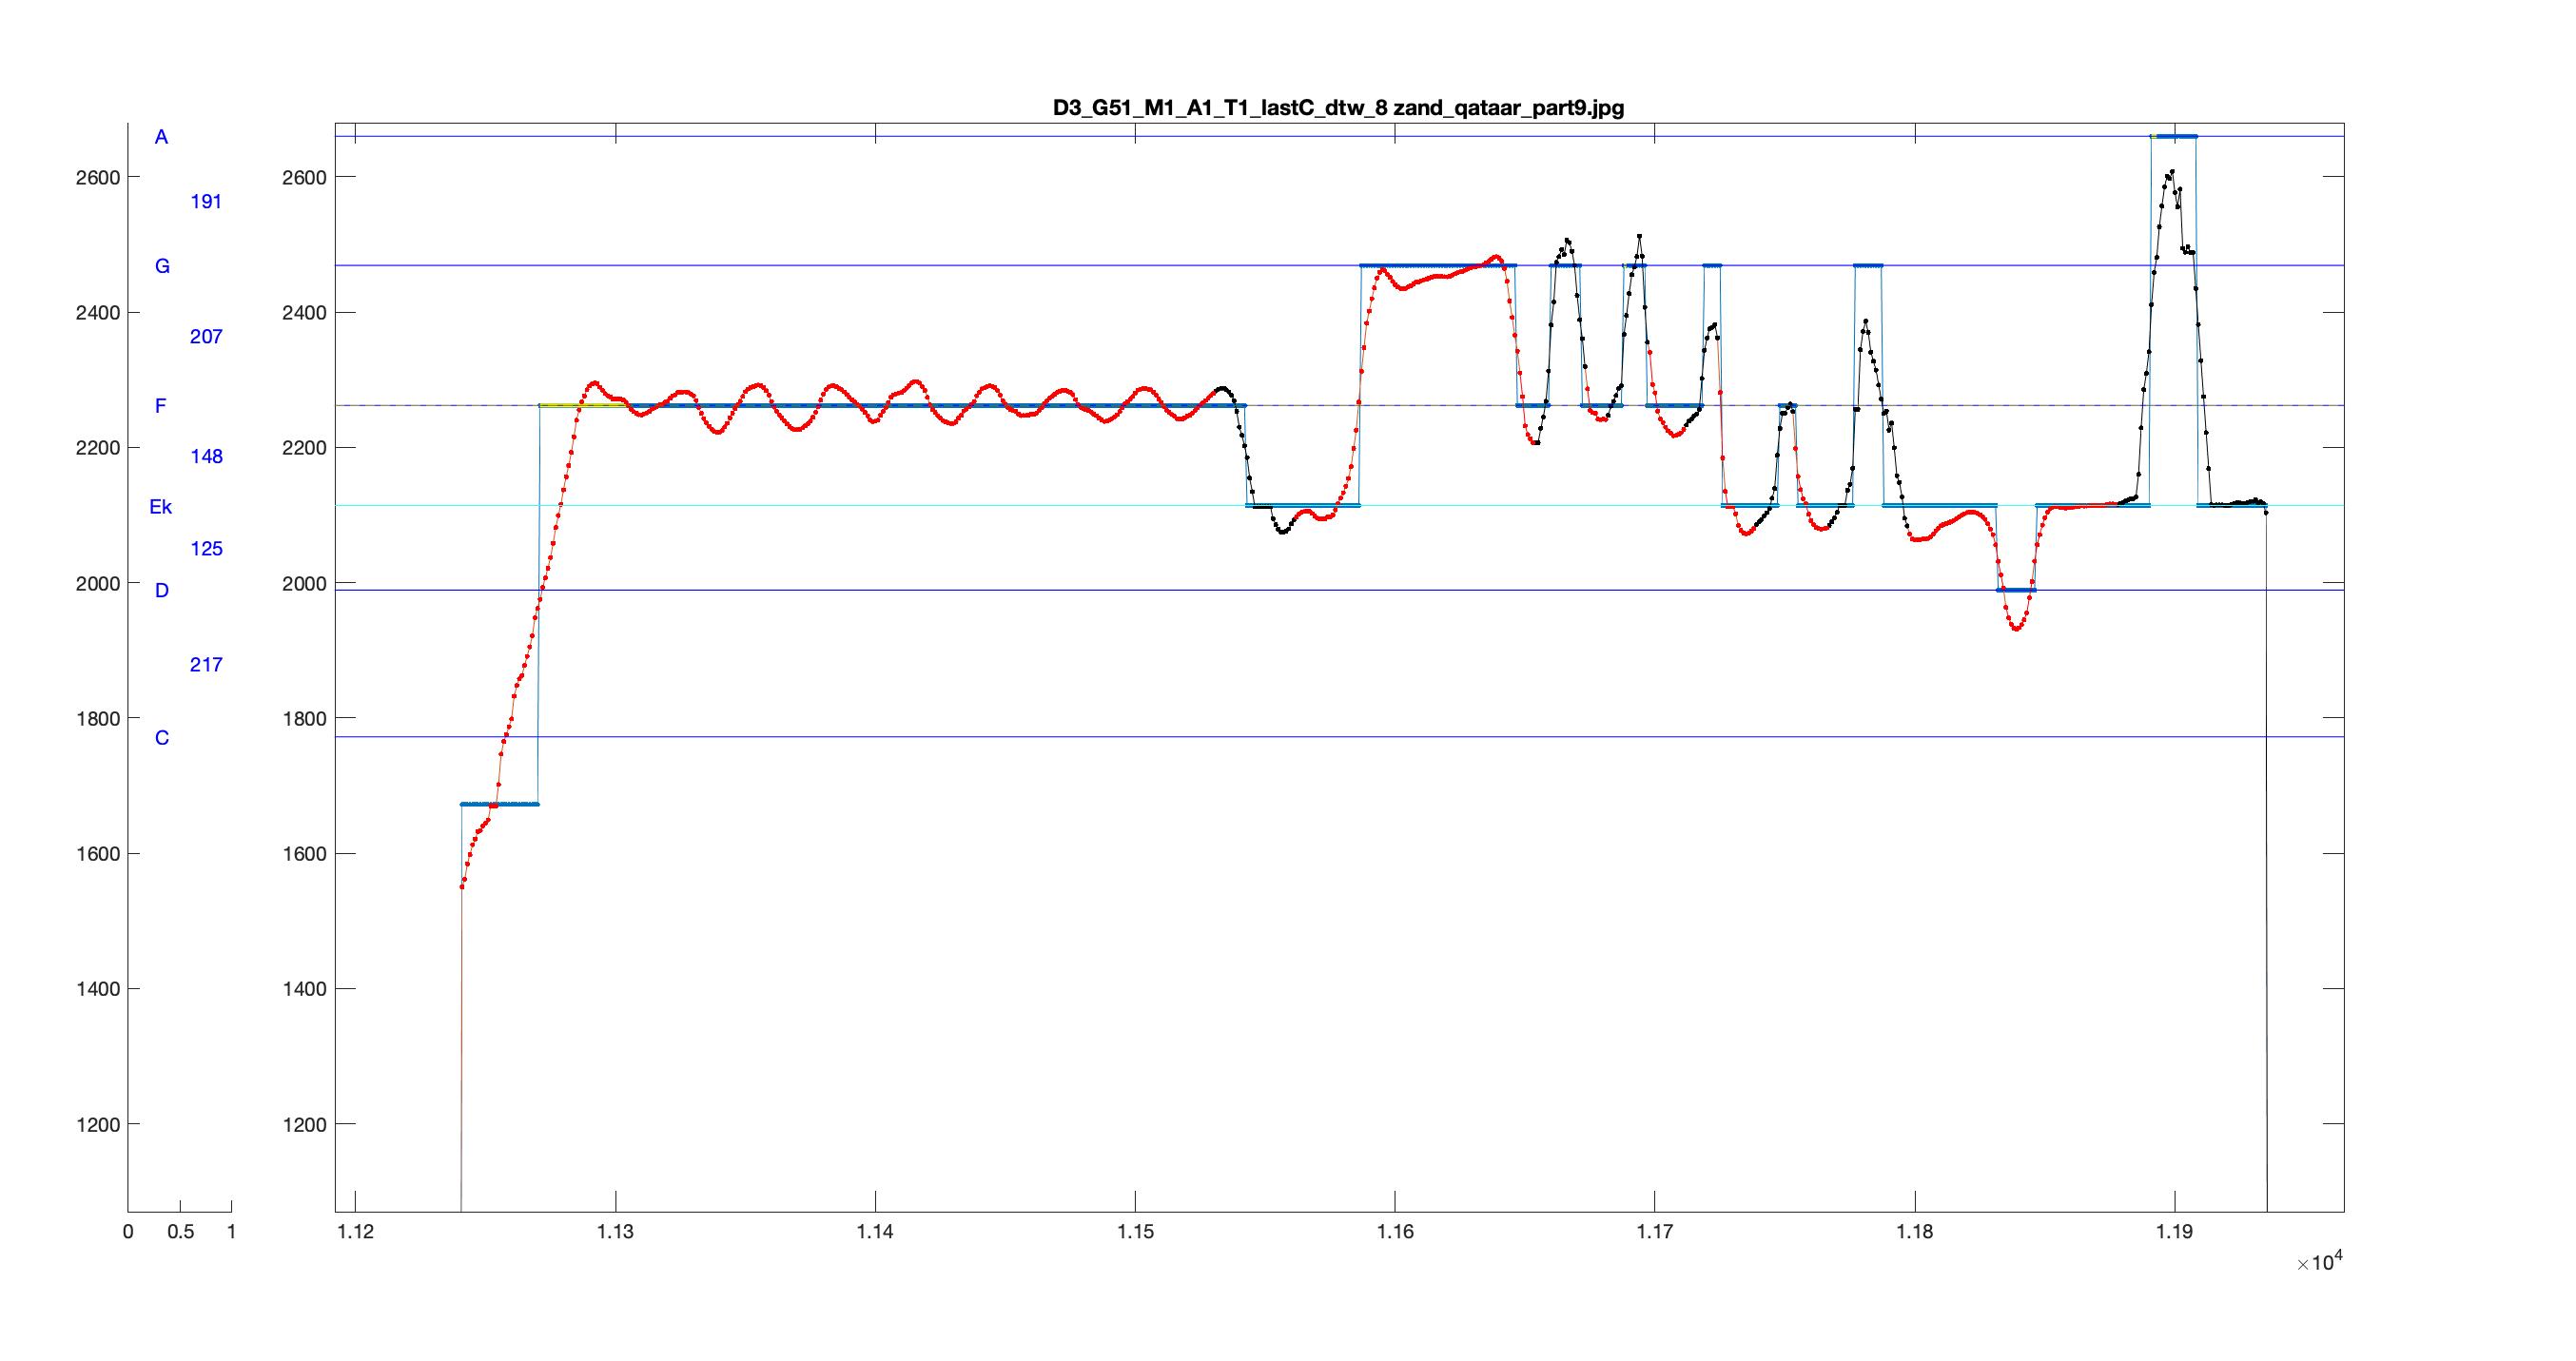 D3_G51_M1_A1_T1_lastC_dtw_8 zand_qataar_part9.jpg
A
2600 2600
191
G
2400 2400
207
F
2200 2200
148
Ek
125
2000 2000
D
217
1800 1800
C
1600 1600
1400 1400
1200 1200
0 0.5 1 1.12 1.13 1.14 1.15 1.16 1.17 1.18 1.19
×10^4